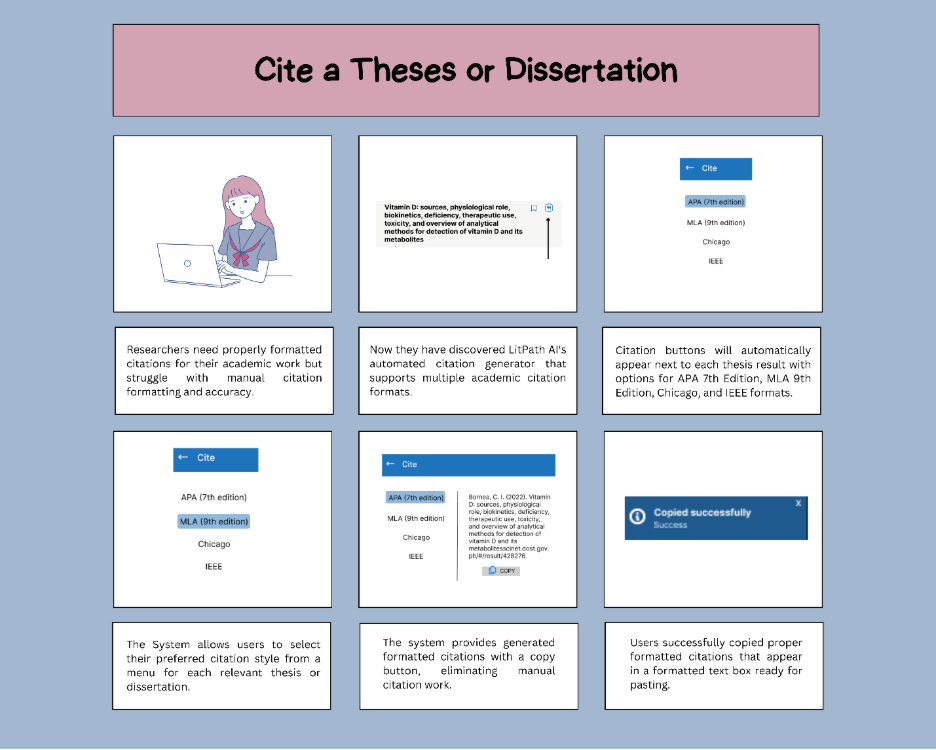 Cite a Theses or Dissertation
Vitamin D: sources, physiological role,
biokinetics, deficiency, therapeutic use,
toxicity, and overview of analytical
methods for detection of vitamin D and its
metabolites
← Cite
APA (7th edition)
MLA (9th edition)
Chicago
IEEE
Researchers need properly formatted
citations for their academic work but
struggle with manual citation
formatting and accuracy.
Now they have discovered LitPath AI's
automated citation generator that
supports multiple academic citation
formats.
Citation buttons will automatically
appear next to each thesis result with
options for APA 7th Edition, MLA 9th
Edition, Chicago, and IEEE formats.
← Cite
APA (7th edition)
MLA (9th edition)
Chicago
IEEE
← Cite
APA (7th edition)
MLA (9th edition)
Chicago
IEEE
Bornea, C. I. (2022). Vitamin
D: sources, physiological
role, biokinetics, deficiency,
therapeutic use, toxicity,
and overview of analytical
methods for detection of
vitamin D and its
metabolitesscinet.dost.gov.
ph/#/result/428276
COPY
Copied successfully
Success
X
The System allows users to select
their preferred citation style from a
menu for each relevant thesis or
dissertation.
The system provides generated
formatted citations with a copy
button, eliminating manual
citation work.
Users successfully copied proper
formatted citations that appear
in a formatted text box ready for
pasting.